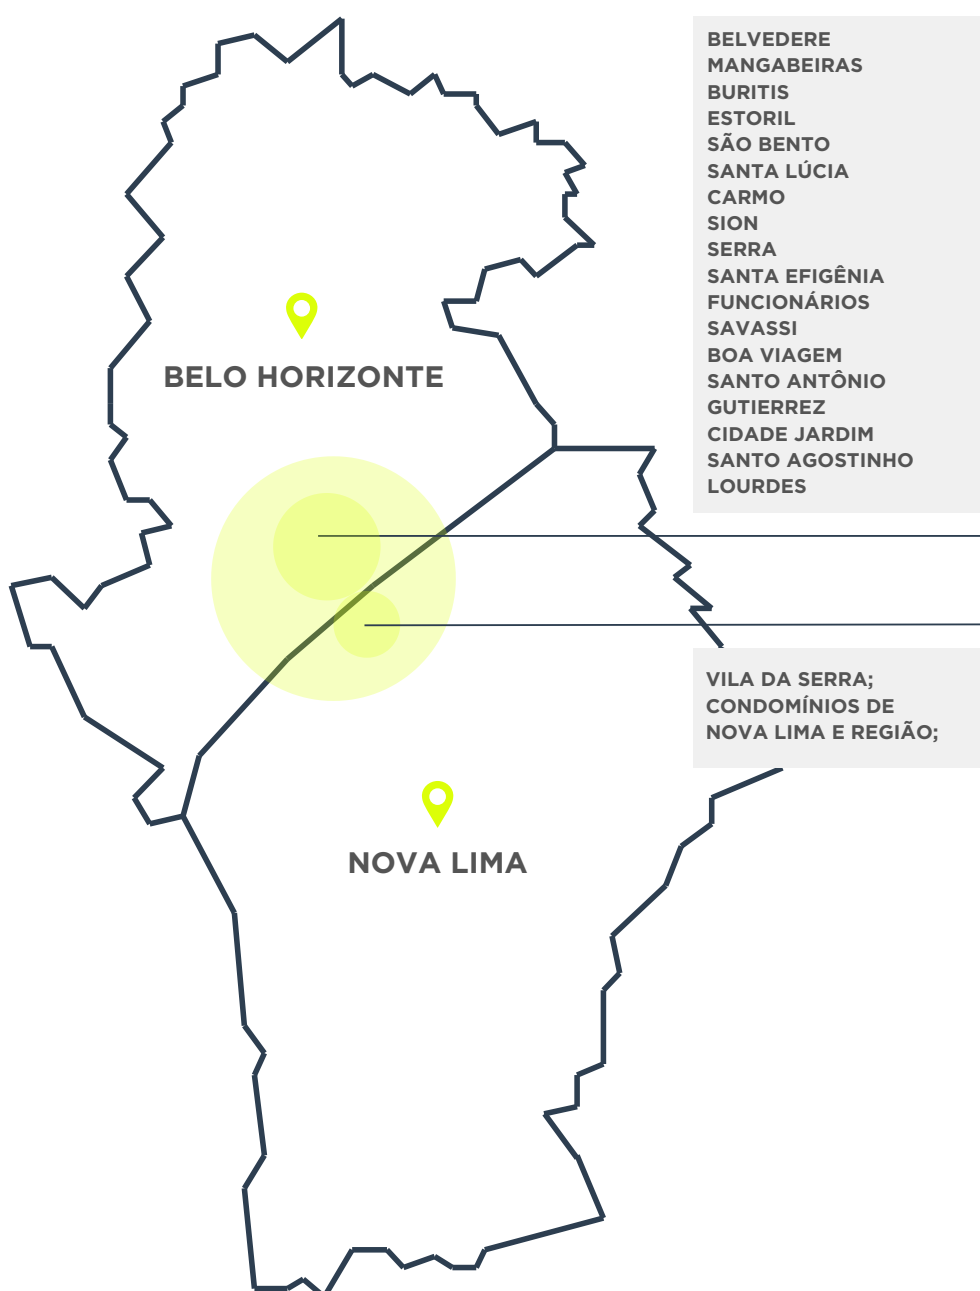 BELVEDERE
MANGABEIRAS
BURITIS
ESTORIL
SÃO BENTO
SANTA LÚCIA
CARMO
SION
SERRA
SANTA EFIGÊNIA
FUNCIONÁRIOS
SAVASSI
BOA VIAGEM
SANTO ANTÔNIO
GUTIERREZ
CIDADE JARDIM
SANTO AGOSTINHO
LOURDES
BELO HORIZONTE
VILA DA SERRA;
CONDOMÍNIOS DE
NOVA LIMA E REGIÃO;
NOVA LIMA